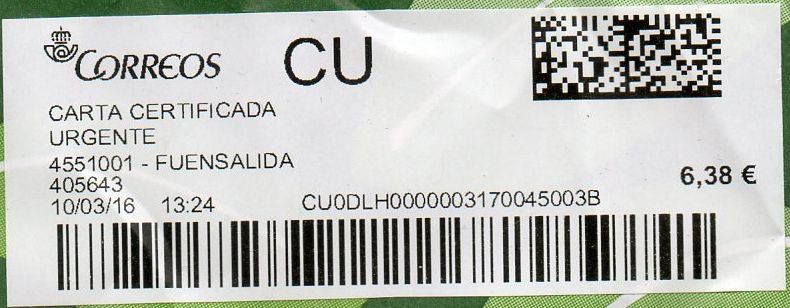 CORREOS
CU
CARTA CERTIFICADA
URGENTE
4551001 - FUENSALIDA
405643
10/03/16 13:24
CU0DLH0000003170045003B
6,38 €